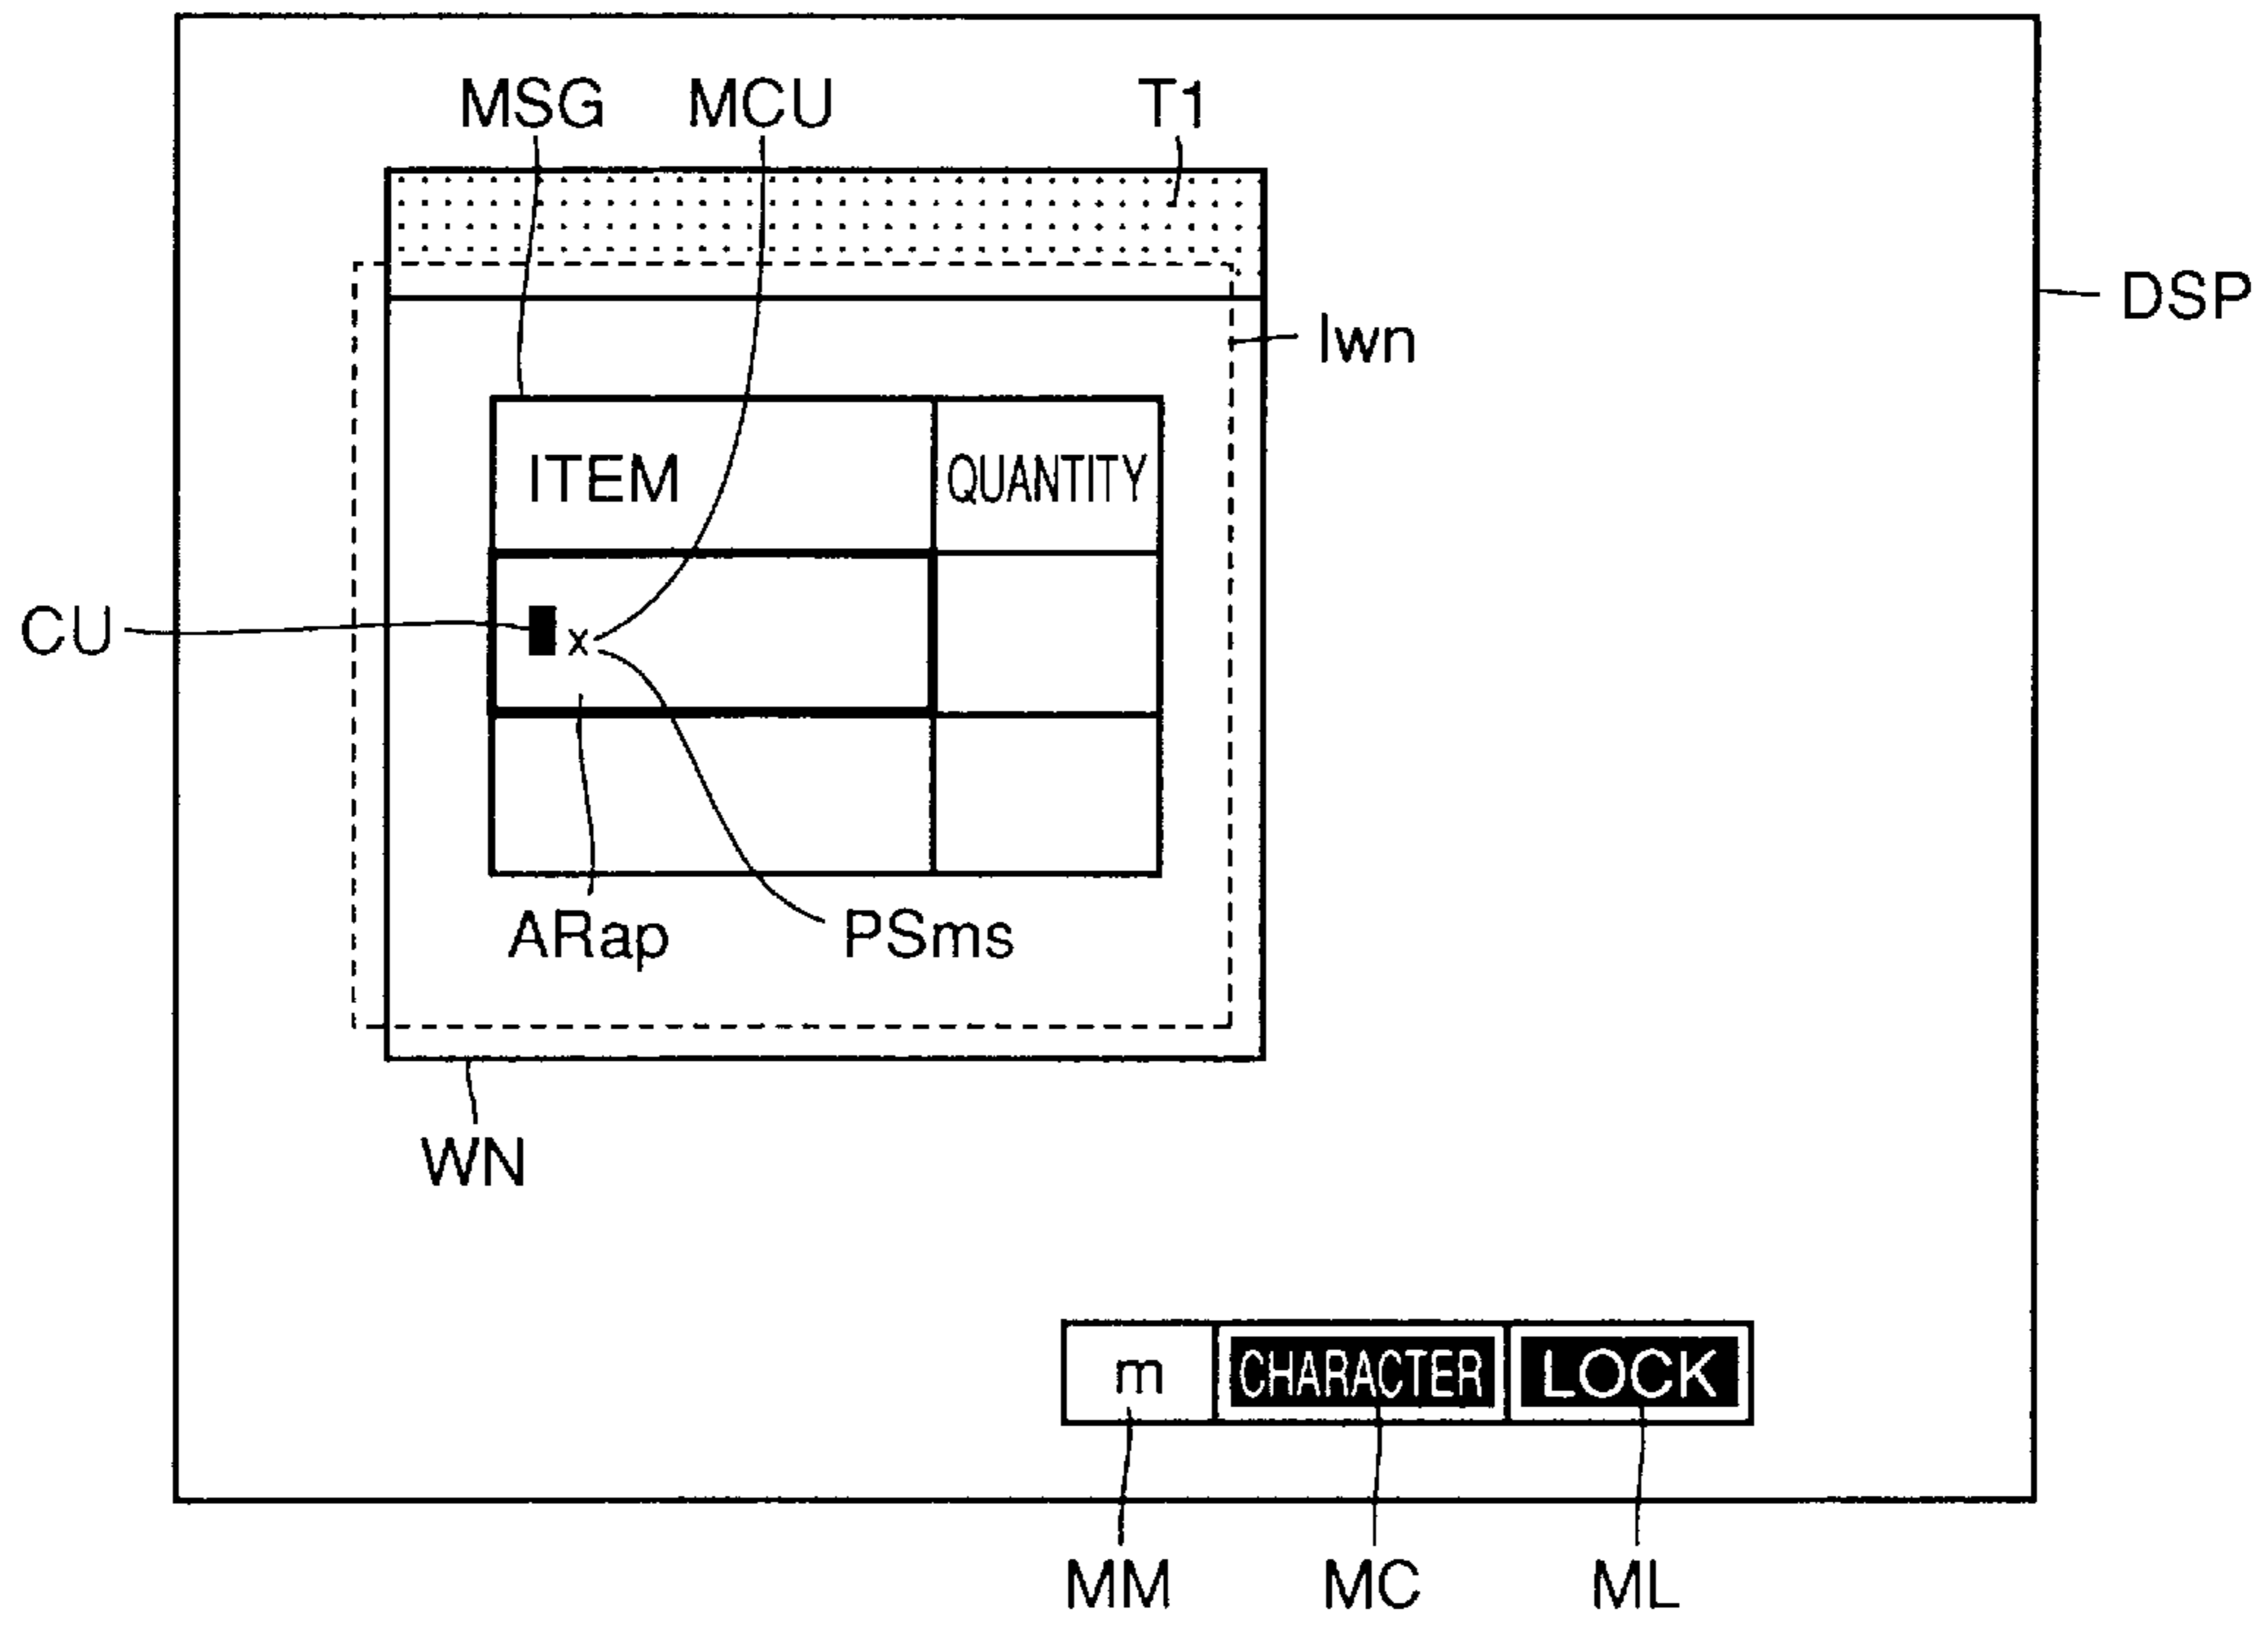 MSG MCU T1
DSP
Iwn
ITEM QUANTITY
CU x
ARap PSms
WN
m CHARACTER LOCK
MM MC ML